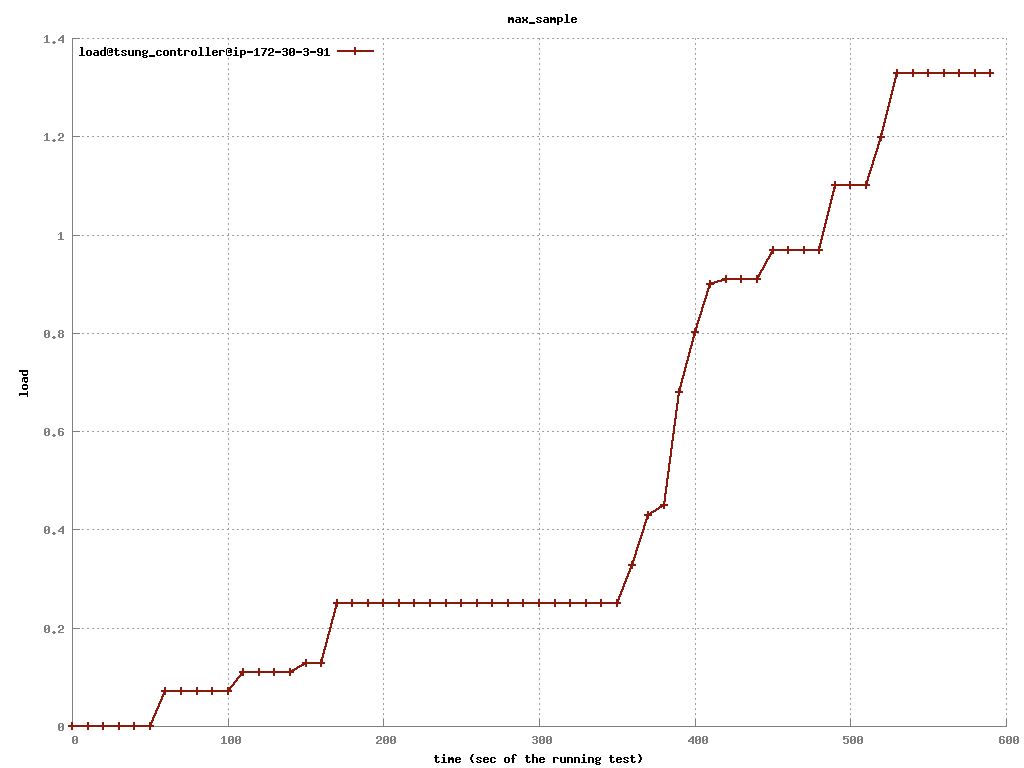 max_sample
load@tsung_controller@ip-172-30-3-91
1.4
1.2
1
0.8
0.6
0.4
0.2
0
load
0 100 200 300 400 500 600
time (sec of the running test)